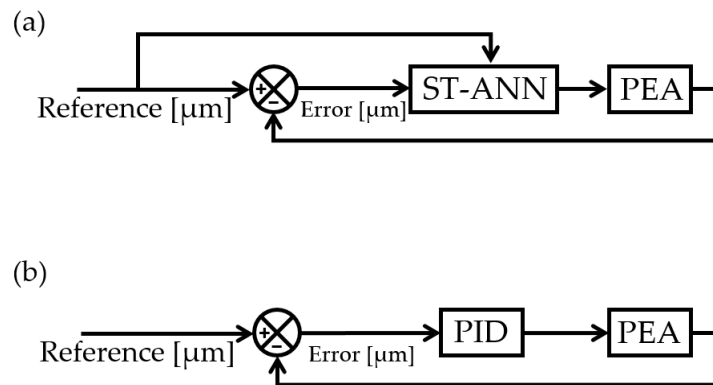 (a)
+
−
Reference [μm]
Error [μm]
ST-ANN
PEA
(b)
+
−
Reference [μm]
Error [μm]
PID
PEA